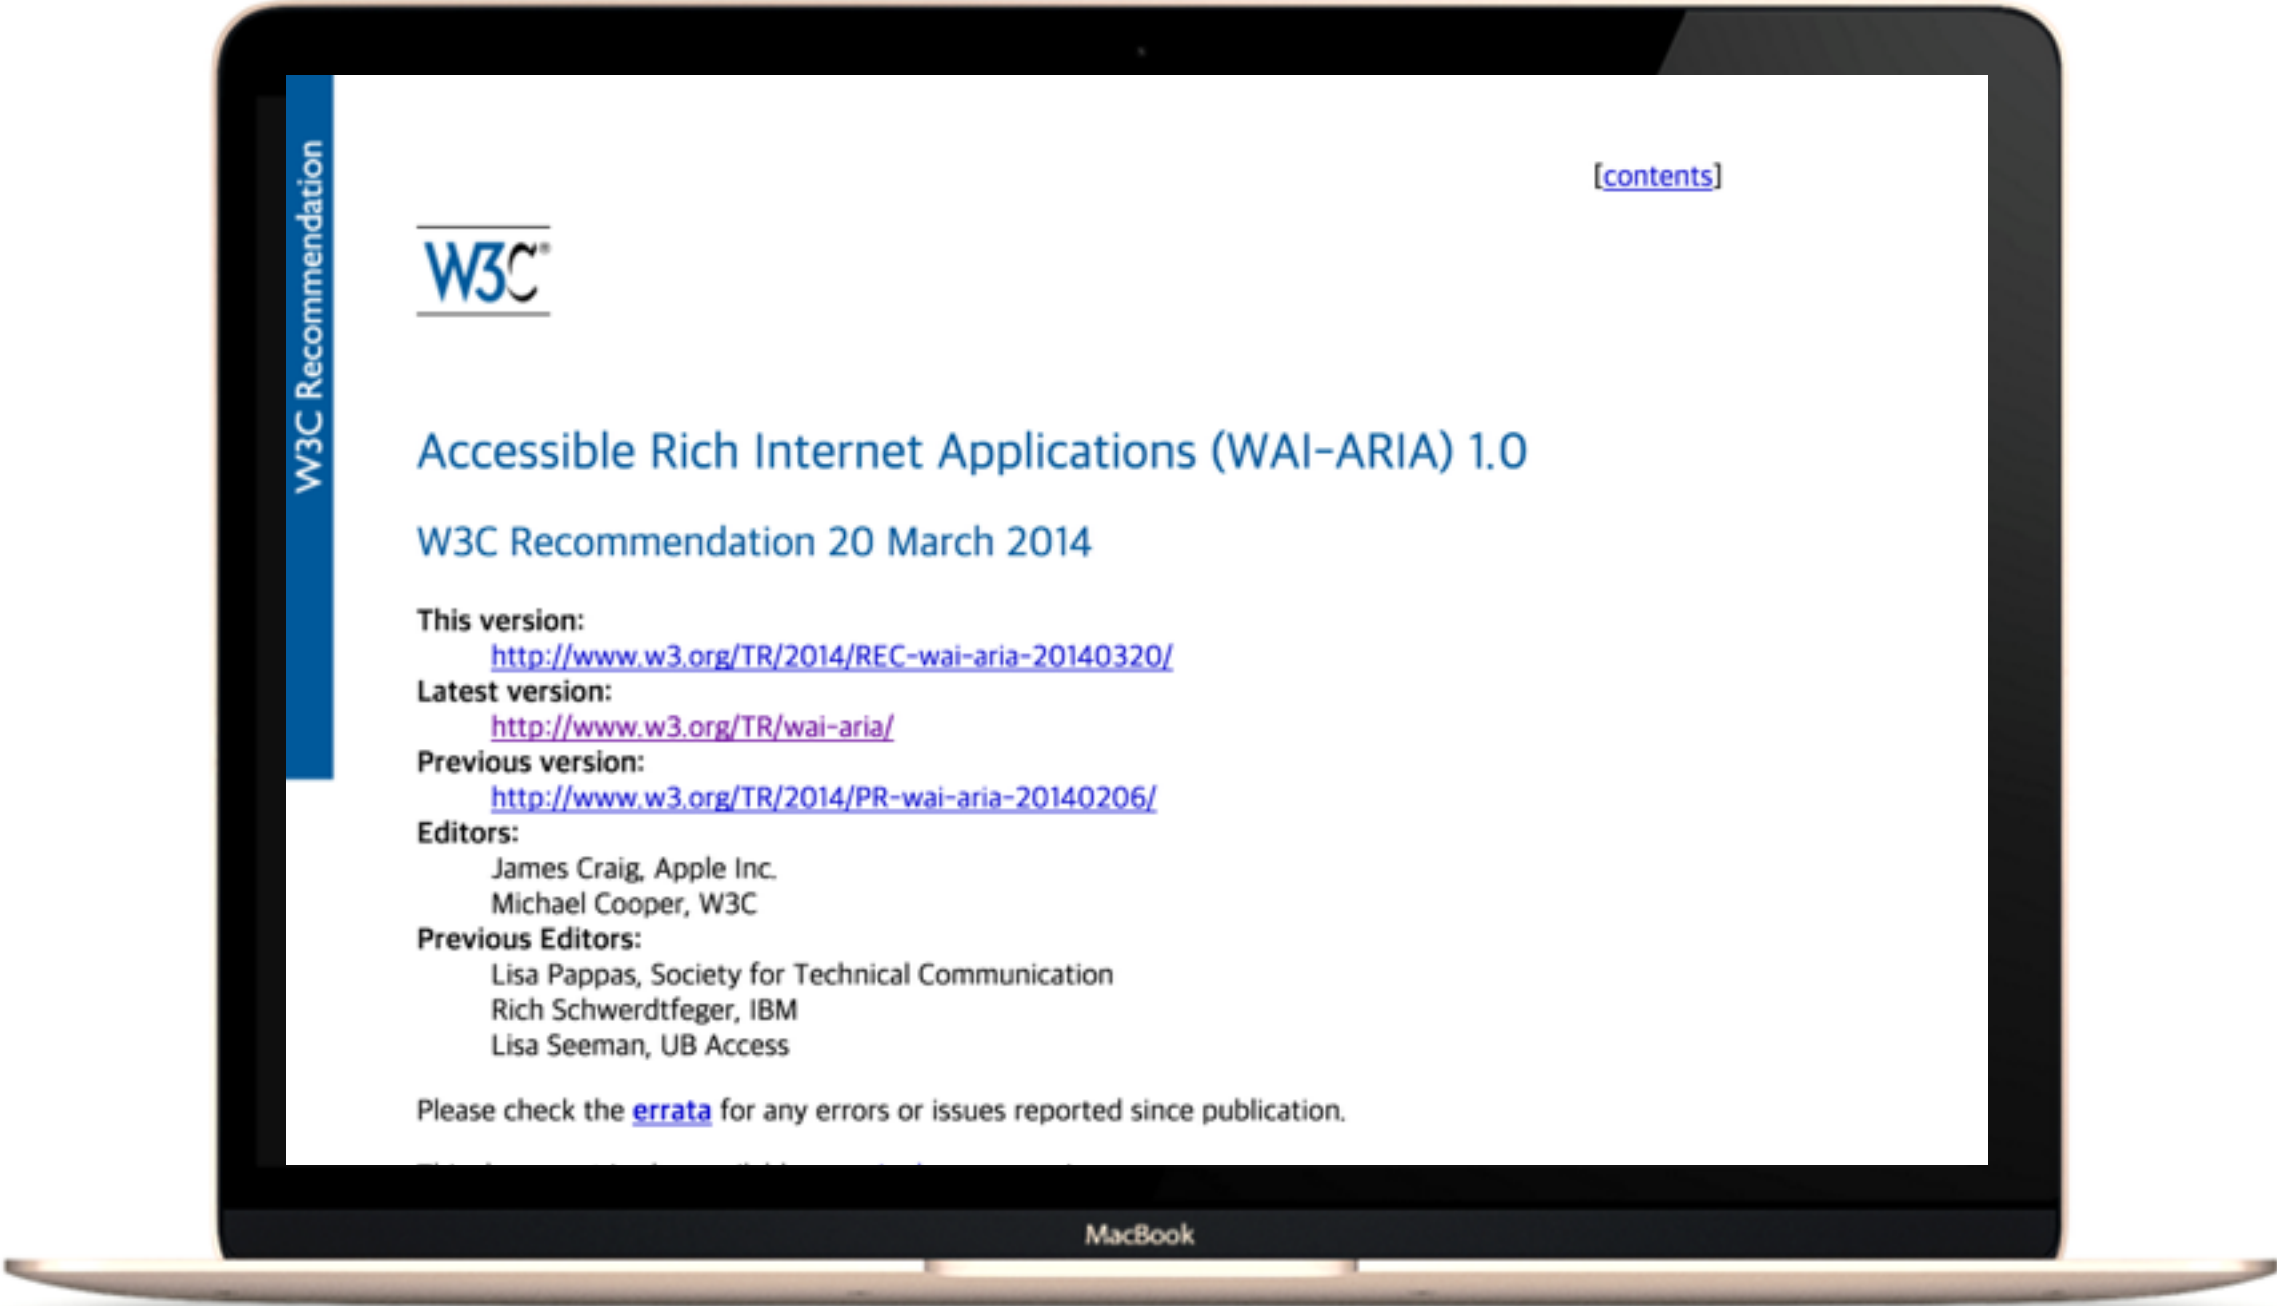 W3C Recommendation
[contents]
W3C®
Accessible Rich Internet Applications (WAI-ARIA) 1.0
W3C Recommendation 20 March 2014
This version:
http://www.w3.org/TR/2014/REC-wai-aria-20140320/
Latest version:
http://www.w3.org/TR/wai-aria/
Previous version:
http://www.w3.org/TR/2014/PR-wai-aria-20140206/
Editors:
James Craig, Apple Inc.
Michael Cooper, W3C
Previous Editors:
Lisa Pappas, Society for Technical Communication
Rich Schwerdtfeger, IBM
Lisa Seeman, UB Access
Please check the errata for any errors or issues reported since publication.
MacBook